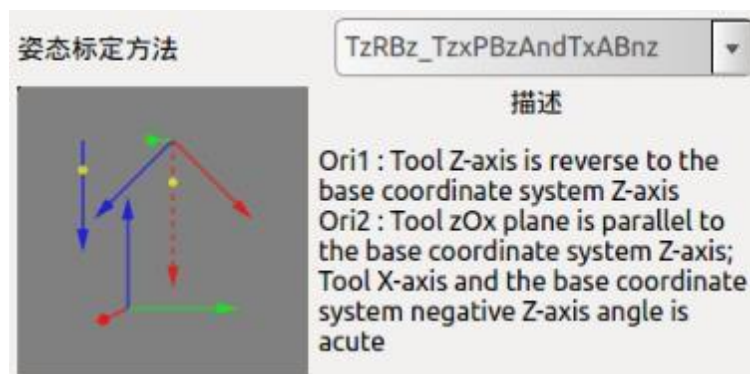 姿态标定方法
TzRBz_TzxPBzAndTxABnz
描述
Ori1 : Tool Z-axis is reverse to the
base coordinate system Z-axis
Ori2 : Tool zOx plane is parallel to
the base coordinate system Z-axis;
Tool X-axis and the base coordinate
system negative Z-axis angle is
acute